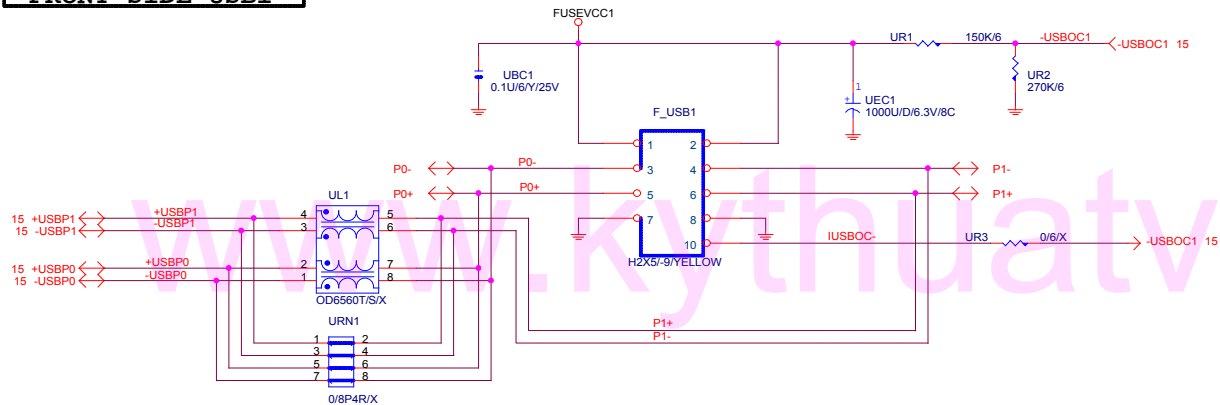 FRONT SIDE USB1
FUSEVCC1
UR1 150K/6 -USBOC1 -USBOC1 15
UBC1
0.1U/6/Y/25V
UR2
270K/6
1
+
UEC1
1000U/D/6.3V/8C
F_USB1
1 2
P0- P0- 3 4 P1-
P0+ P0+ 5 6 P1+
7 8
10 IUSBOC- UR3 0/6/X -USBOC1 15
H2X5/-9/YELLOW
UL1
15 +USBP1 +USBP1 4 5
15 -USBP1 -USBP1 3 6
15 +USBP0 +USBP0 2 7
15 -USBP0 -USBP0 1 8
OD6560T/S/X
URN1
1 2
3 4
5 6
7 8
0/8P4R/X
P1+
P1-
www.kythuatv